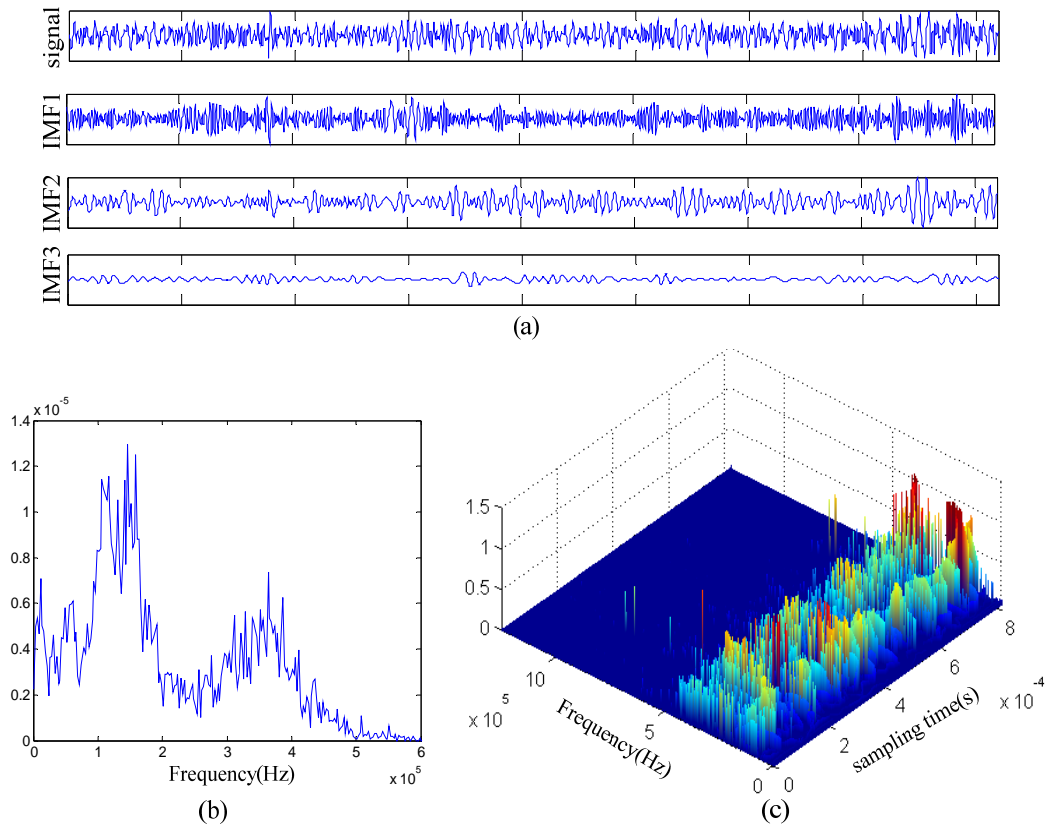 signal
IMF1
IMF2
IMF3
(a)
x 10 -5
1.4
1.2
1
0.8
0.6
0.4
0.2
0
0 1 2 3 4 5 6
Frequency(Hz)
x 10 5
(b)
1.5
1
0.5
0
10
5
0
x 10 5
Frequency(Hz)
0
2
4
6
8
x 10 -4
sampling time(s)
(c)